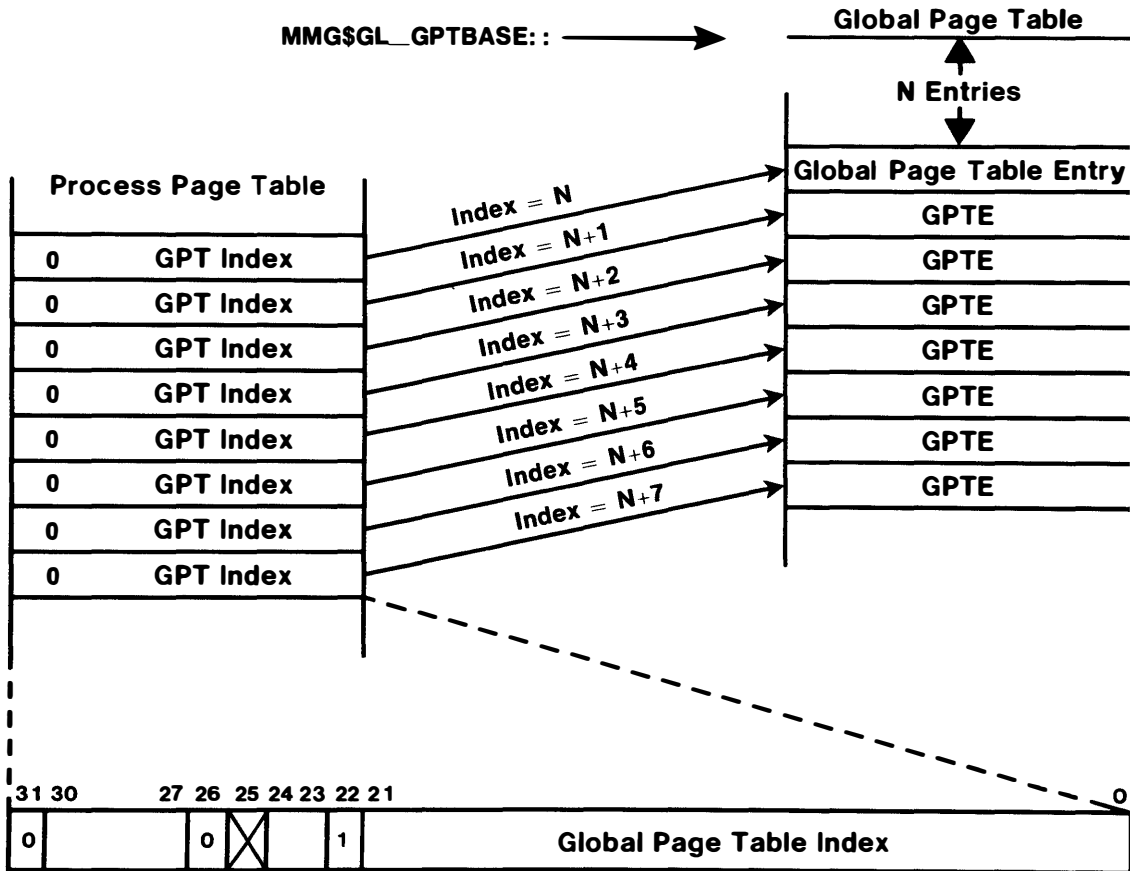 Global Page Table
MMG$GL_GPTBASE::
N Entries
Process Page Table
Global Page Table Entry
0 GPT Index
0 GPT Index
0 GPT Index
0 GPT Index
0 GPT Index
0 GPT Index
0 GPT Index
0 GPT Index
Index = N
Index = N+1
Index = N+2
Index = N+3
Index = N+4
Index = N+5
Index = N+6
Index = N+7
GPTE
GPTE
GPTE
GPTE
GPTE
GPTE
GPTE
31 30 27 26 25 24 23 22 21 0
0 0 1 Global Page Table Index